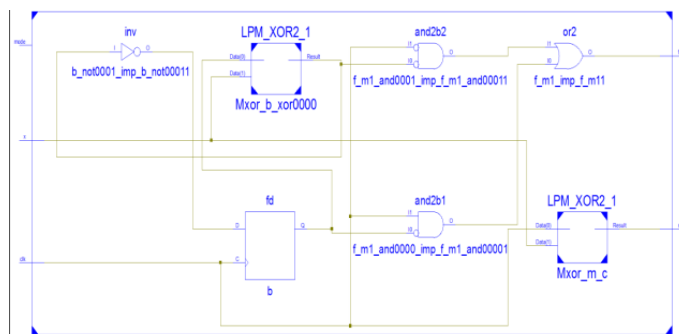 inv
LPM_XOR2_1
and2b2
or2
mode
I
O
Data(0)
Result
Data(1)
I1
I0
O
I1
I0
O
b_not0001_imp_b_not00011
Mxor_b_xor0000
f_m1_and0001_imp_f_m1_and00011
f_m1_imp_f_m11
x
fd
and2b1
LPM_XOR2_1
D
Q
I1
I0
O
Data(0)
Result
Data(1)
clk
C
f_m1_and0000_imp_f_m1_and00001
b
Mxor_m_c